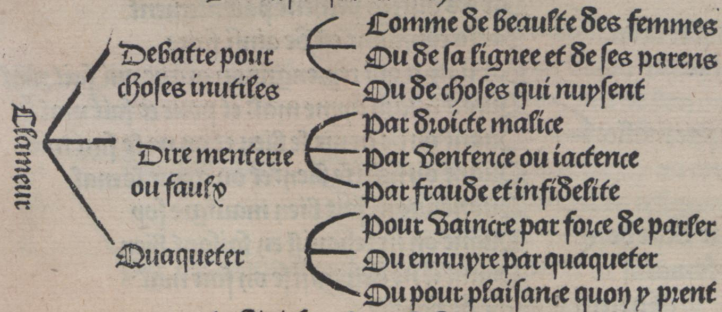 Clameur
Debatre pour
choses inutiles
Comme de beaulte des femmes
Ou de sa lignee et de ses parens
Ou de choses qui nuysent
Dire menterie
ou faulx
Par droicte malice
Par ventence ou iactence
Par fraude et infidelite
Quaqueter
Pour vaincre par force de parler
Ou ennuyre par quaqueter
Ou pour plaisance quon y prent